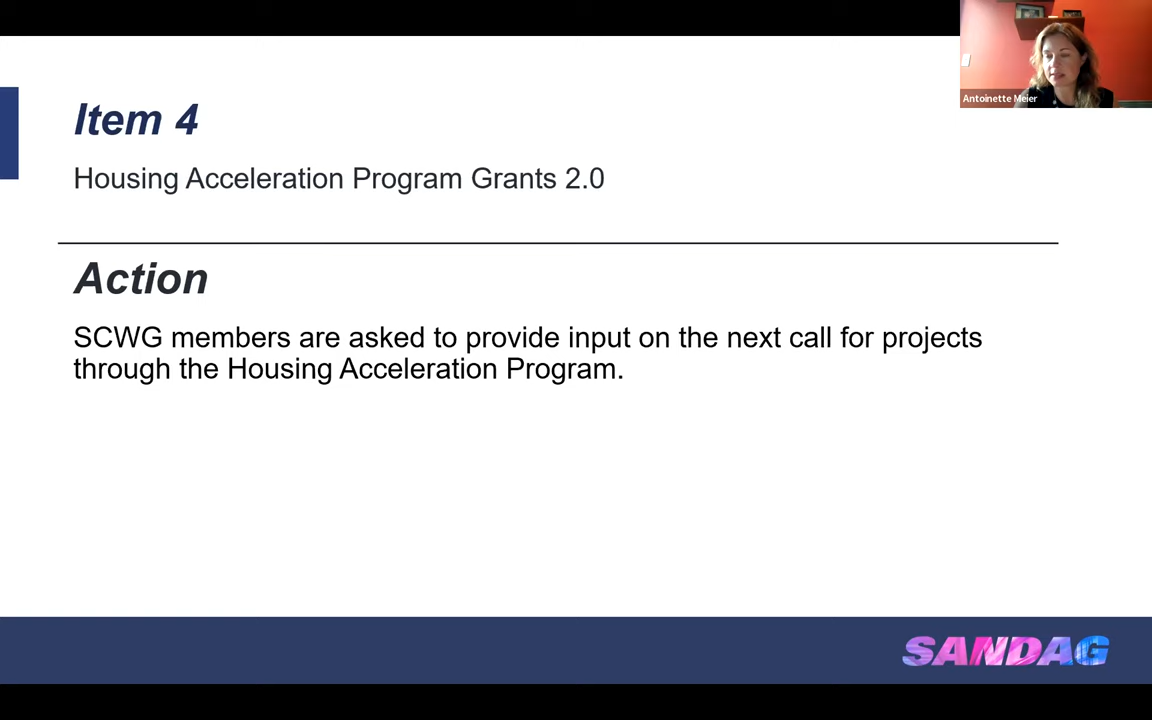 Antoinette Meier
Item 4
Housing Acceleration Program Grants 2.0
Action
SCWG members are asked to provide input on the next call for projects
through the Housing Acceleration Program.
SANDAG